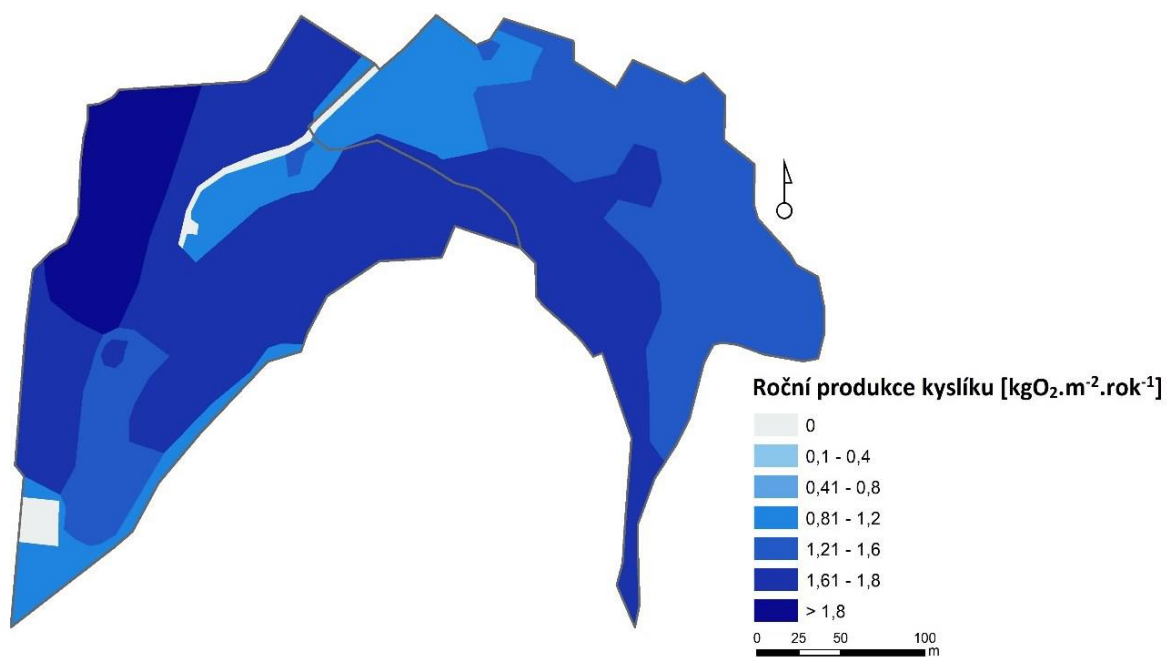 Roční produkce kyslíku [kgO₂.m⁻².rok⁻¹]
0
0,1 - 0,4
0,41 - 0,8
0,81 - 1,2
1,21 - 1,6
1,61 - 1,8
> 1,8
0 25 50 100
m